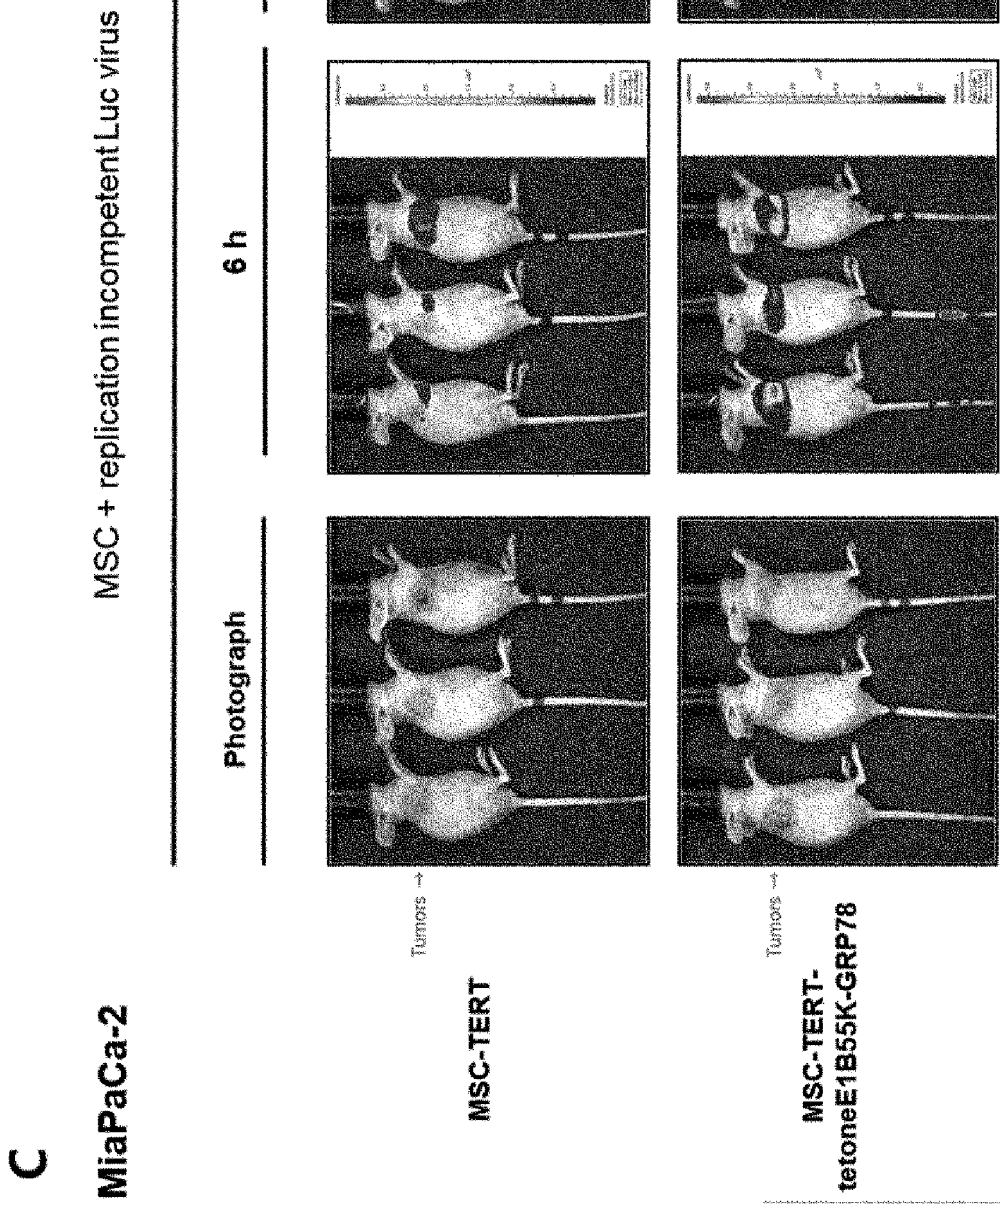 C
MiaPaCa-2
MSC + replication incompetent Luc virus
Photograph
6 h
Tumors →
MSC-TERT
Tumors →
MSC-TERT-
tetoneE1B55K-GRP78